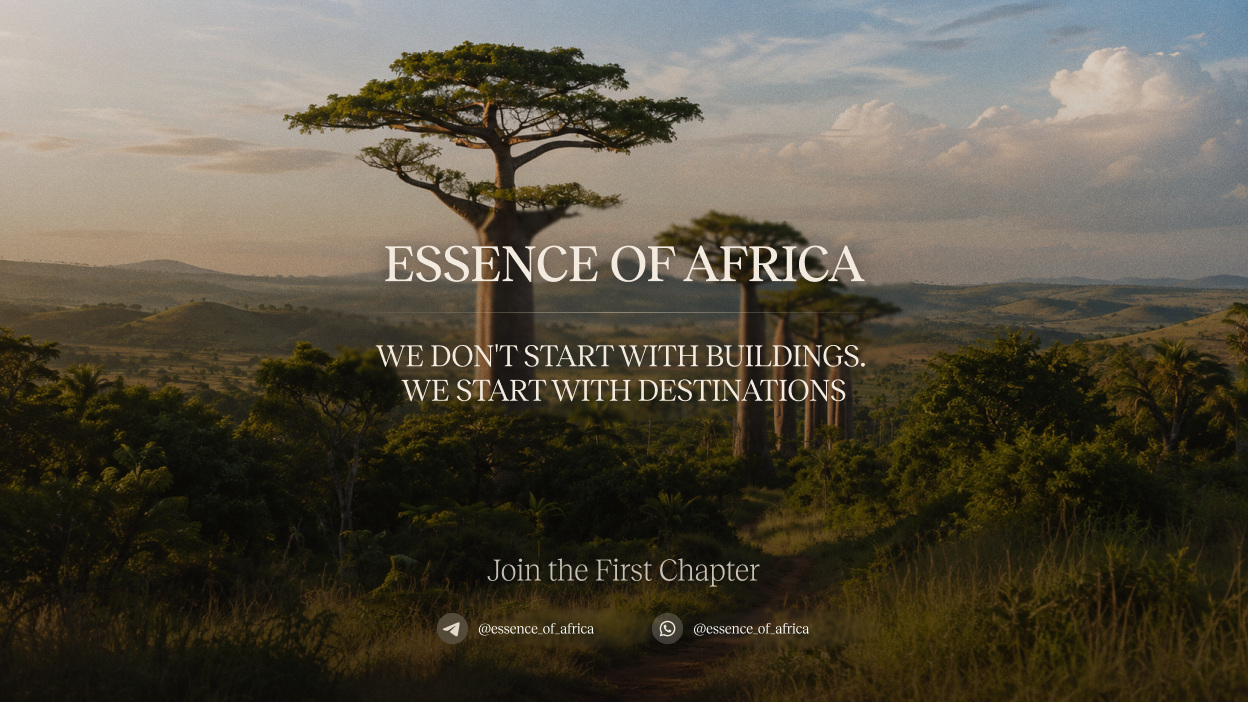 ESSENCE OF AFRICA
WE DON'T START WITH BUILDINGS.
WE START WITH DESTINATIONS
Join the First Chapter
@essence_of_africa @essence_of_africa